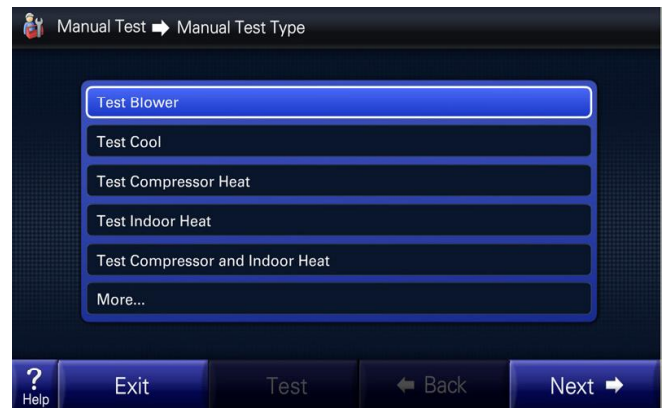 Manual Test ➡ Manual Test Type
Test Blower
Test Cool
Test Compressor Heat
Test Indoor Heat
Test Compressor and Indoor Heat
More...
?
Help
Exit
Test
⬅ Back
Next ➡